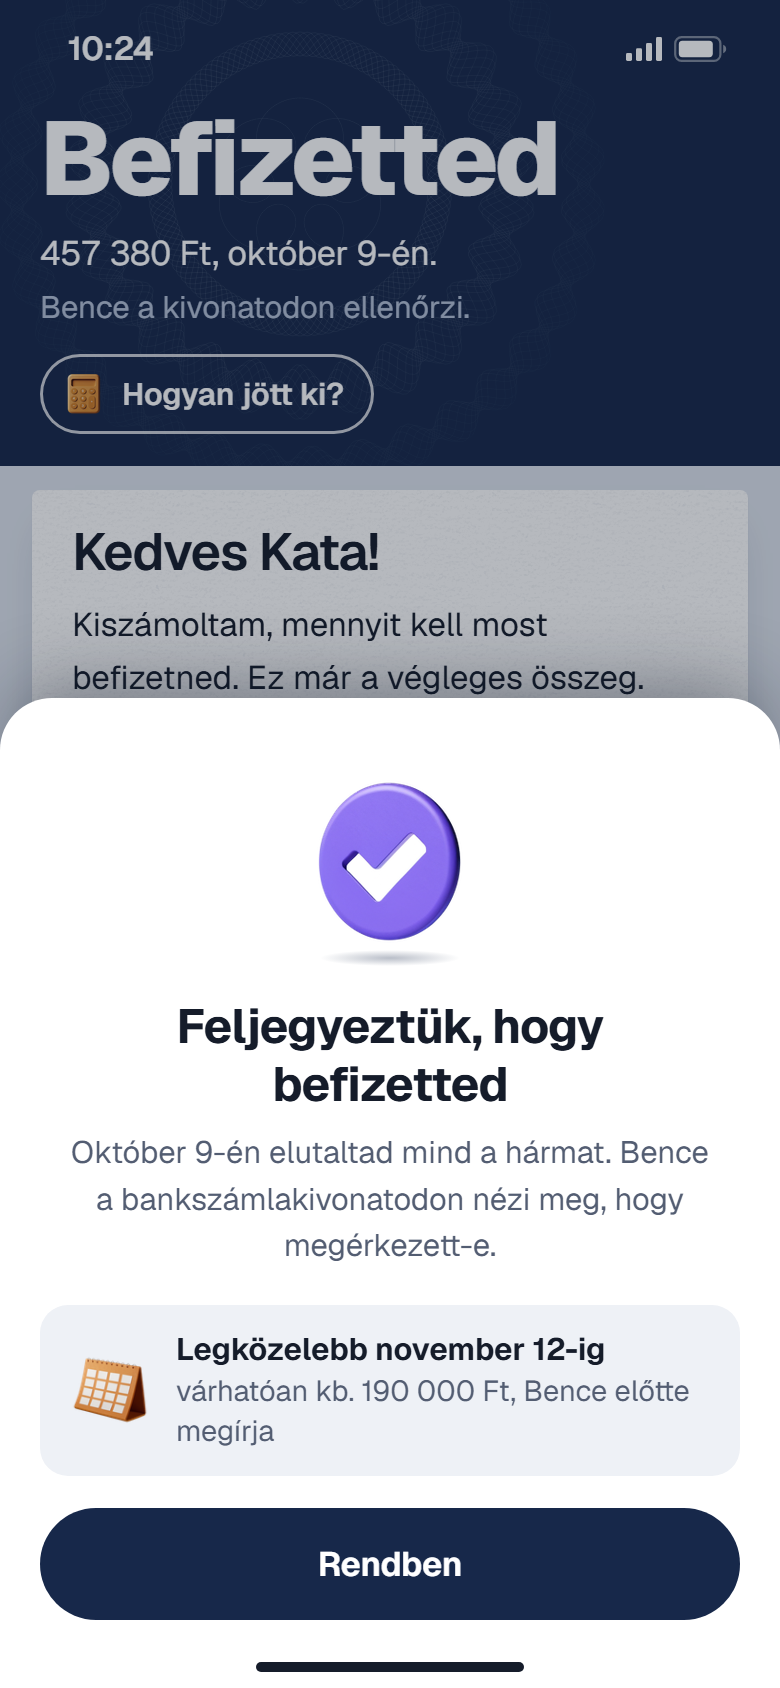 10:24
Befizetted
457 380 Ft, október 9-én.
Bence a kivonatodon ellenőrzi.
Hogyan jött ki?
Kedves Kata!
Kiszámoltam, mennyit kell most
befizetned. Ez már a végleges összeg.
Feljegyeztük, hogy
befizetted
Október 9-én elutaltad mind a hármat. Bence
a bankszámlakivonatodon nézi meg, hogy
megérkezett-e.
Legközelebb november 12-ig
várhatóan kb. 190 000 Ft, Bence előtte
megírja
Rendben